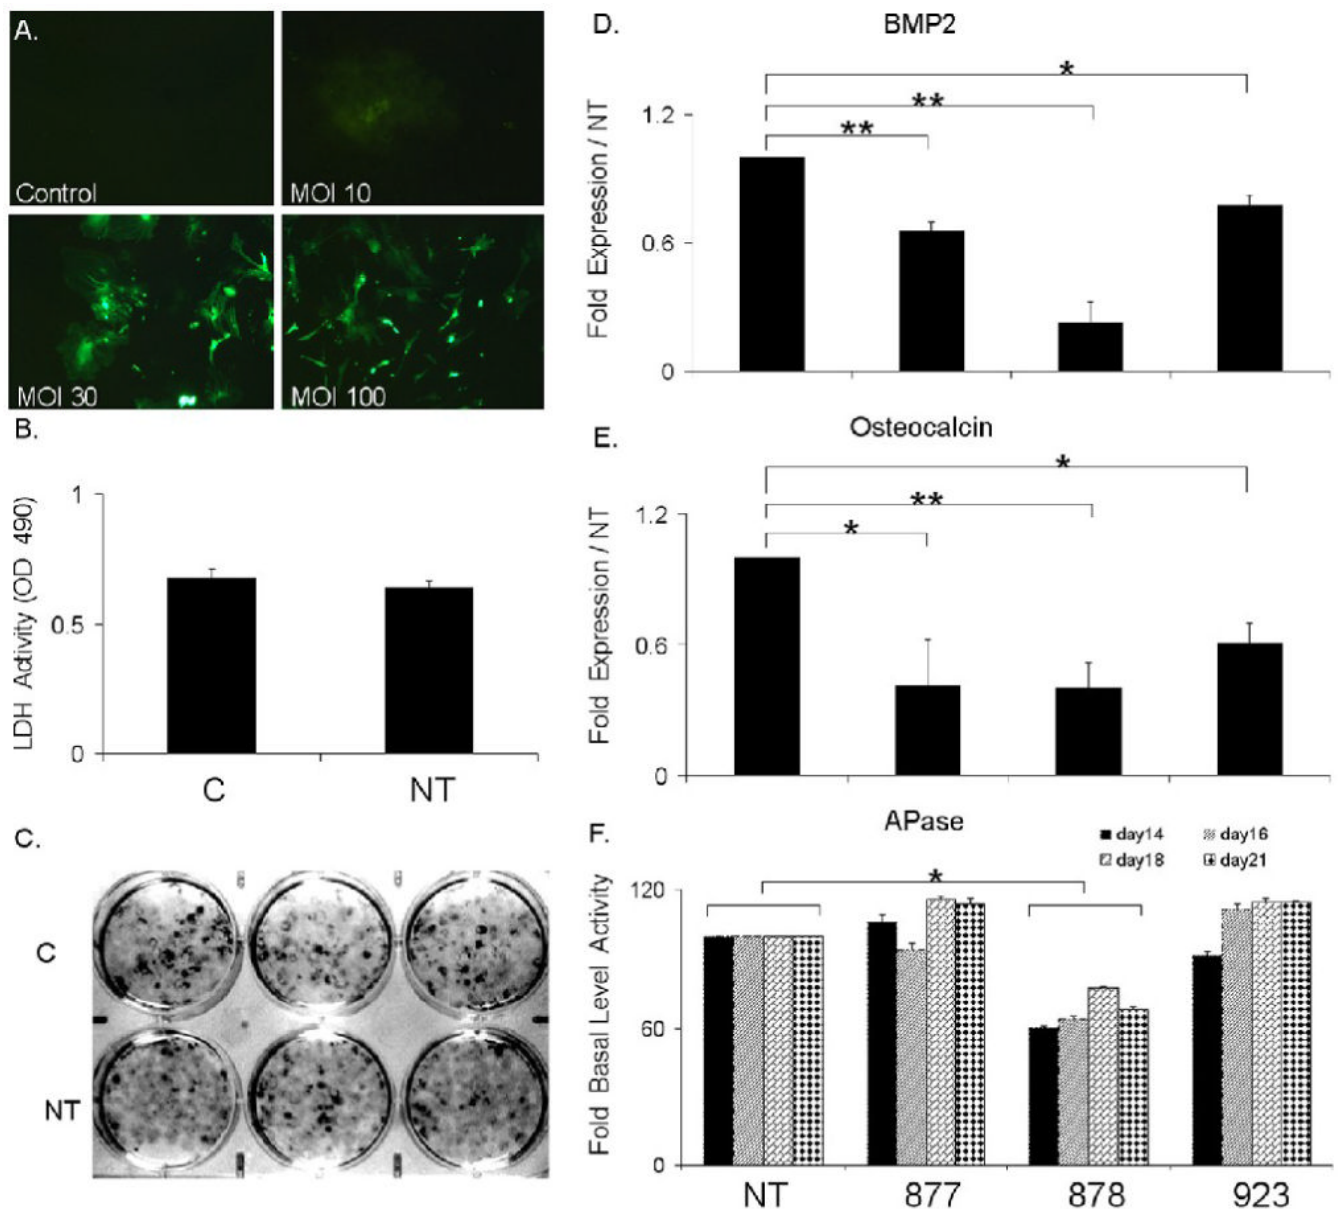 A.
Control
MOI 10
MOI 30
MOI 100
B.
LDH Activity (OD 490)
1
0.5
0
C
NT
C.
C
NT
D.
BMP2
Fold Expression / NT
1.2
0.6
0
*
**
**
E.
Osteocalcin
Fold Expression / NT
1.2
0.6
0
*
**
*
F.
APase
day14
day16
day18
day21
Fold Basal Level Activity
120
60
0
*
NT
877
878
923